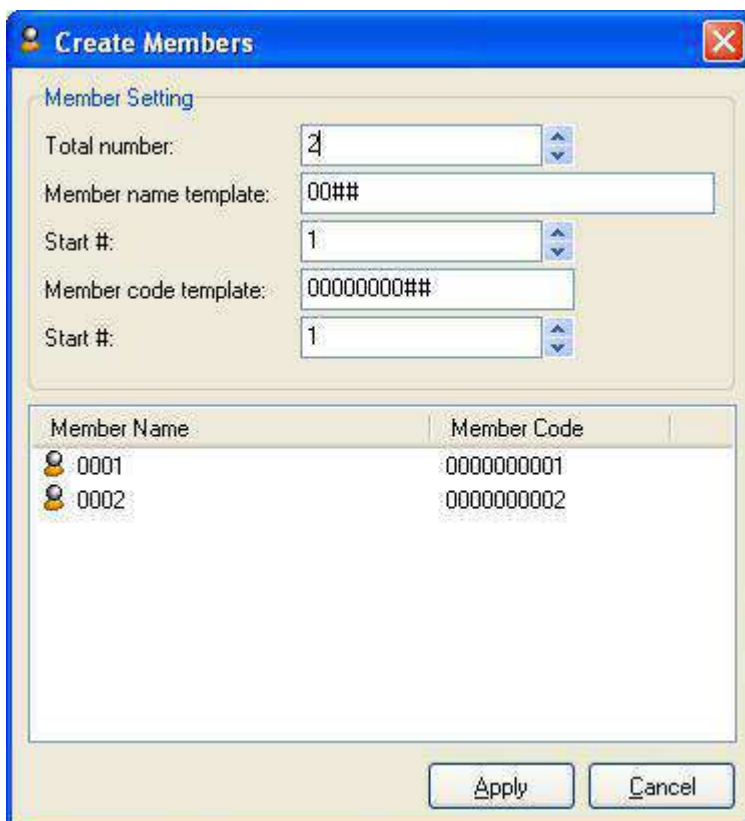 Create Members
Member Setting
Total number: 2
Member name template: 00##
Start #: 1
Member code template: 00000000##
Start #: 1
Member Name Member Code
0001 0000000001
0002 0000000002
Apply Cancel